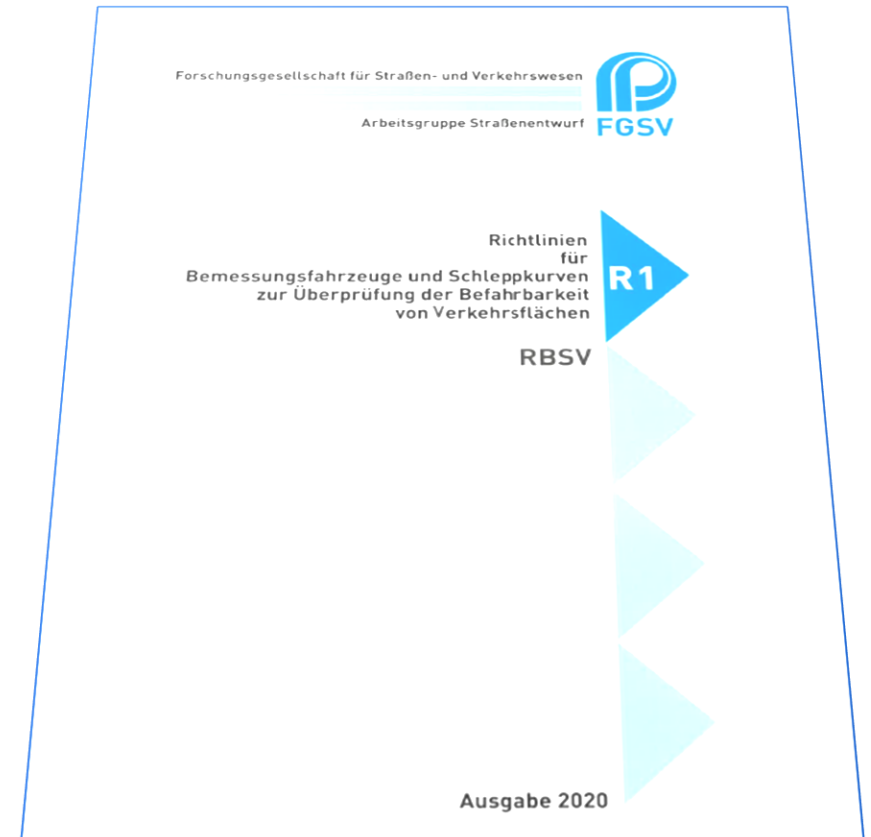 Forschungsgesellschaft für Straßen- und Verkehrswesen
Arbeitsgruppe Straßenentwurf
FGSV
Richtlinien
für
Bemessungsfahrzeuge und Schleppkurven
zur Überprüfung der Befahrbarkeit
von Verkehrsflächen
R1
RBSV
Ausgabe 2020